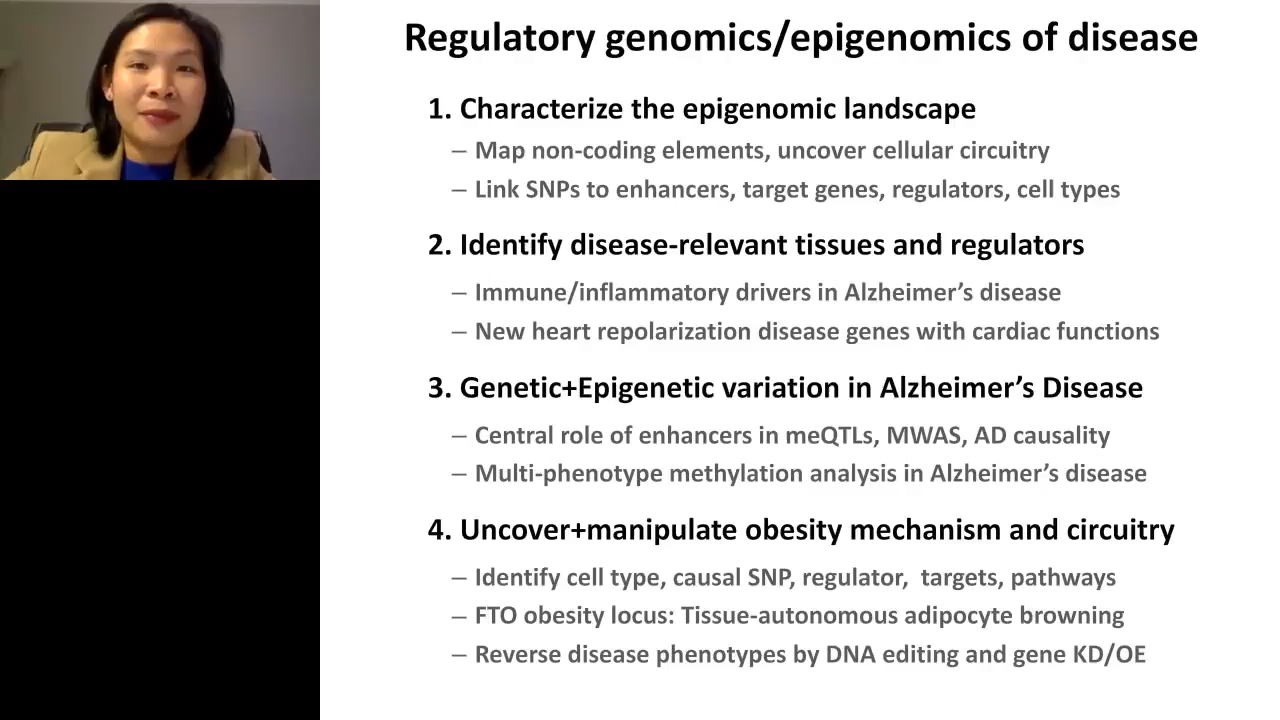 Regulatory genomics/epigenomics of disease
1. Characterize the epigenomic landscape
– Map non-coding elements, uncover cellular circuitry
– Link SNPs to enhancers, target genes, regulators, cell types
2. Identify disease-relevant tissues and regulators
– Immune/inflammatory drivers in Alzheimer’s disease
– New heart repolarization disease genes with cardiac functions
3. Genetic+Epigenetic variation in Alzheimer’s Disease
– Central role of enhancers in meQTLs, MWAS, AD causality
– Multi-phenotype methylation analysis in Alzheimer’s disease
4. Uncover+manipulate obesity mechanism and circuitry
– Identify cell type, causal SNP, regulator,  targets, pathways
– FTO obesity locus: Tissue-autonomous adipocyte browning
– Reverse disease phenotypes by DNA editing and gene KD/OE